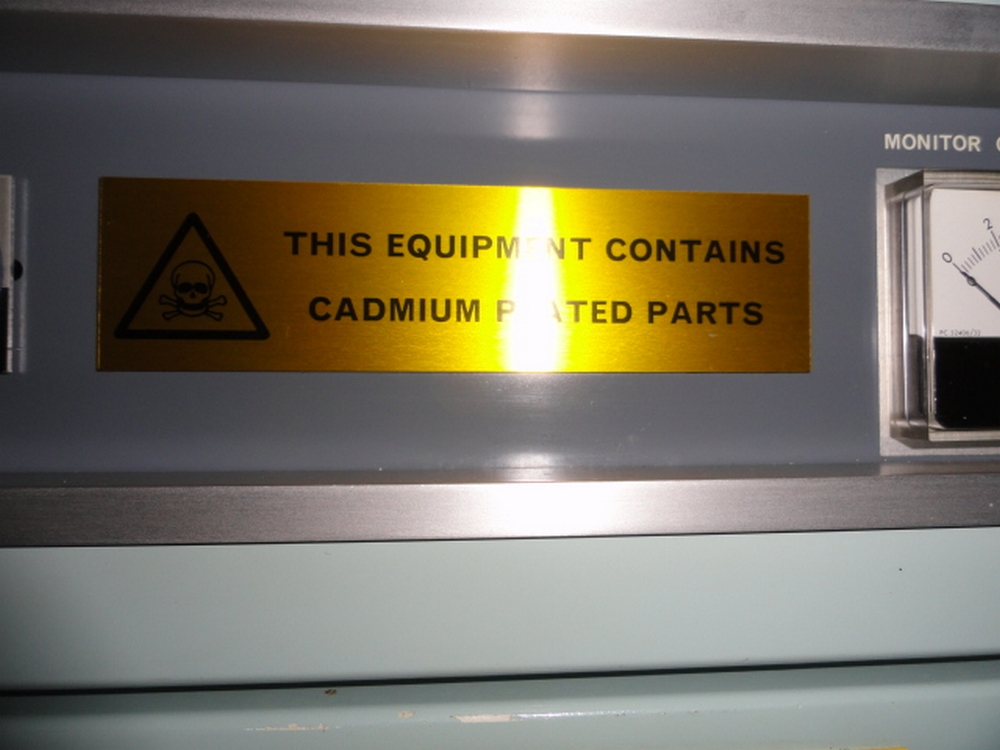 MONITOR
THIS EQUIPMENT CONTAINS
CADMIUM PLATED PARTS
0
2